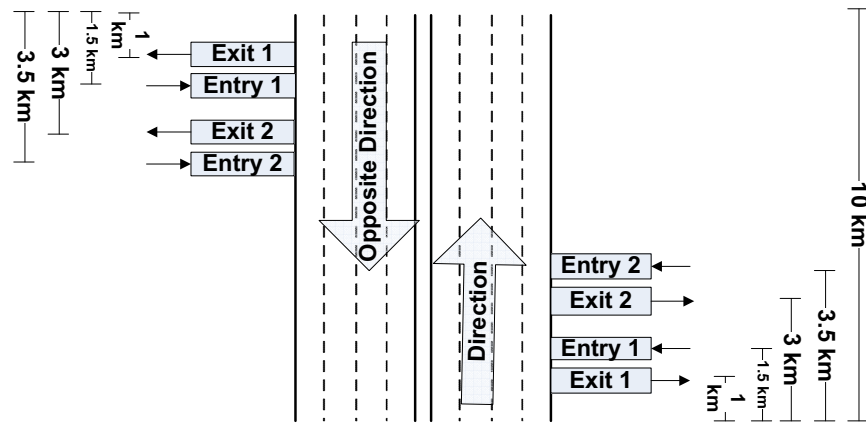 3.5 km
3 km
1.5 km
1 km
Exit 1
Entry 1
Exit 2
Entry 2
Opposite Direction
Direction
Entry 2
Exit 2
Entry 1
Exit 1
1 km
1.5 km
3 km
3.5 km
10 km